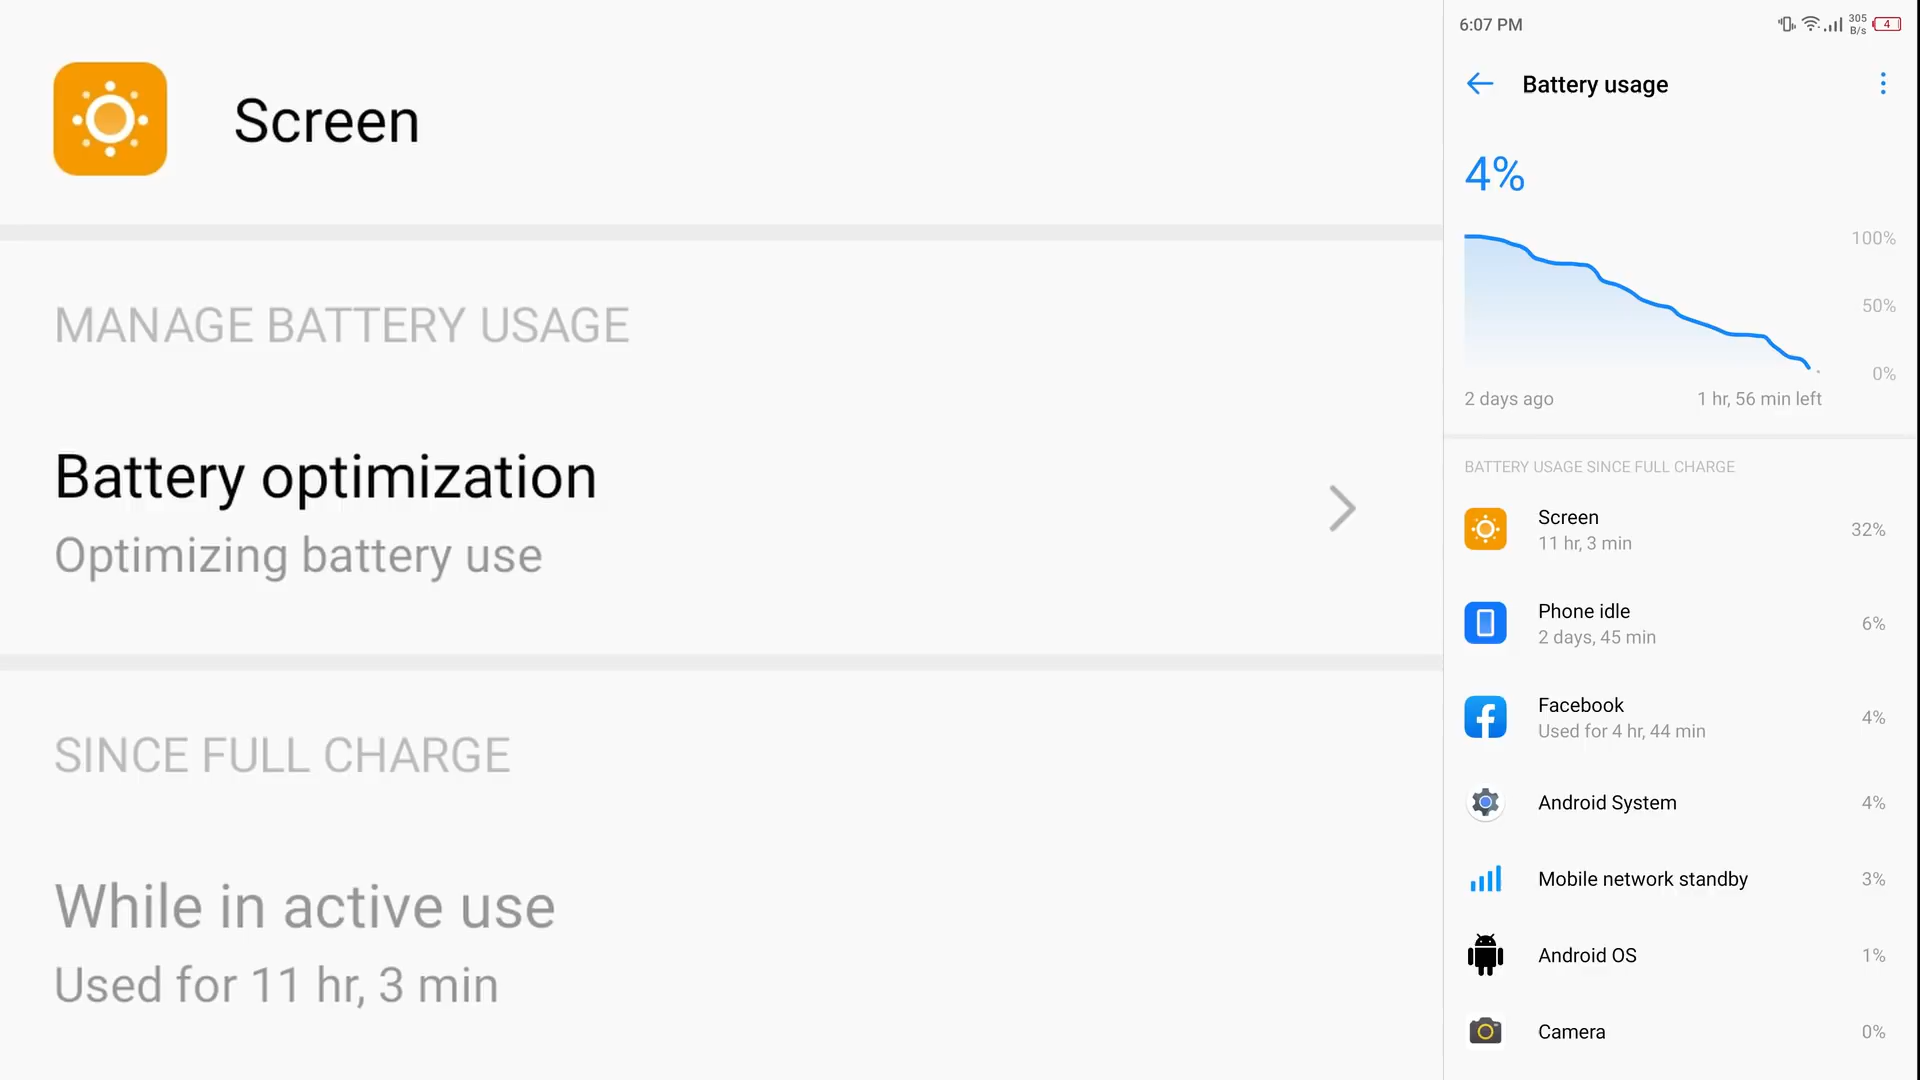 Screen
MANAGE BATTERY USAGE
Battery optimization
Optimizing battery use
SINCE FULL CHARGE
While in active use
Used for 11 hr, 3 min
6:07 PM
305
B/s
4
Battery usage
4%
100%
50%
0%
2 days ago
1 hr, 56 min left
BATTERY USAGE SINCE FULL CHARGE
Screen
11 hr, 3 min
32%
Phone idle
2 days, 45 min
6%
Facebook
Used for 4 hr, 44 min
4%
Android System
4%
Mobile network standby
3%
Android OS
1%
Camera
0%